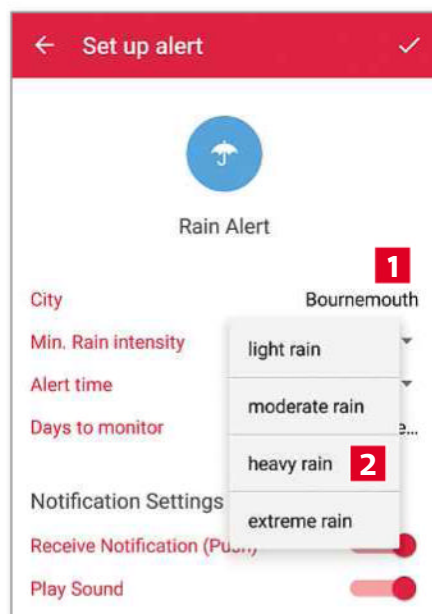 Set up alert
Rain Alert
1
City Bournemouth
Min. Rain intensity
light rain
Alert time
moderate rain
Days to monitor e...
heavy rain 2
Notification Settings
extreme rain
Receive Notification (Pu
Play Sound